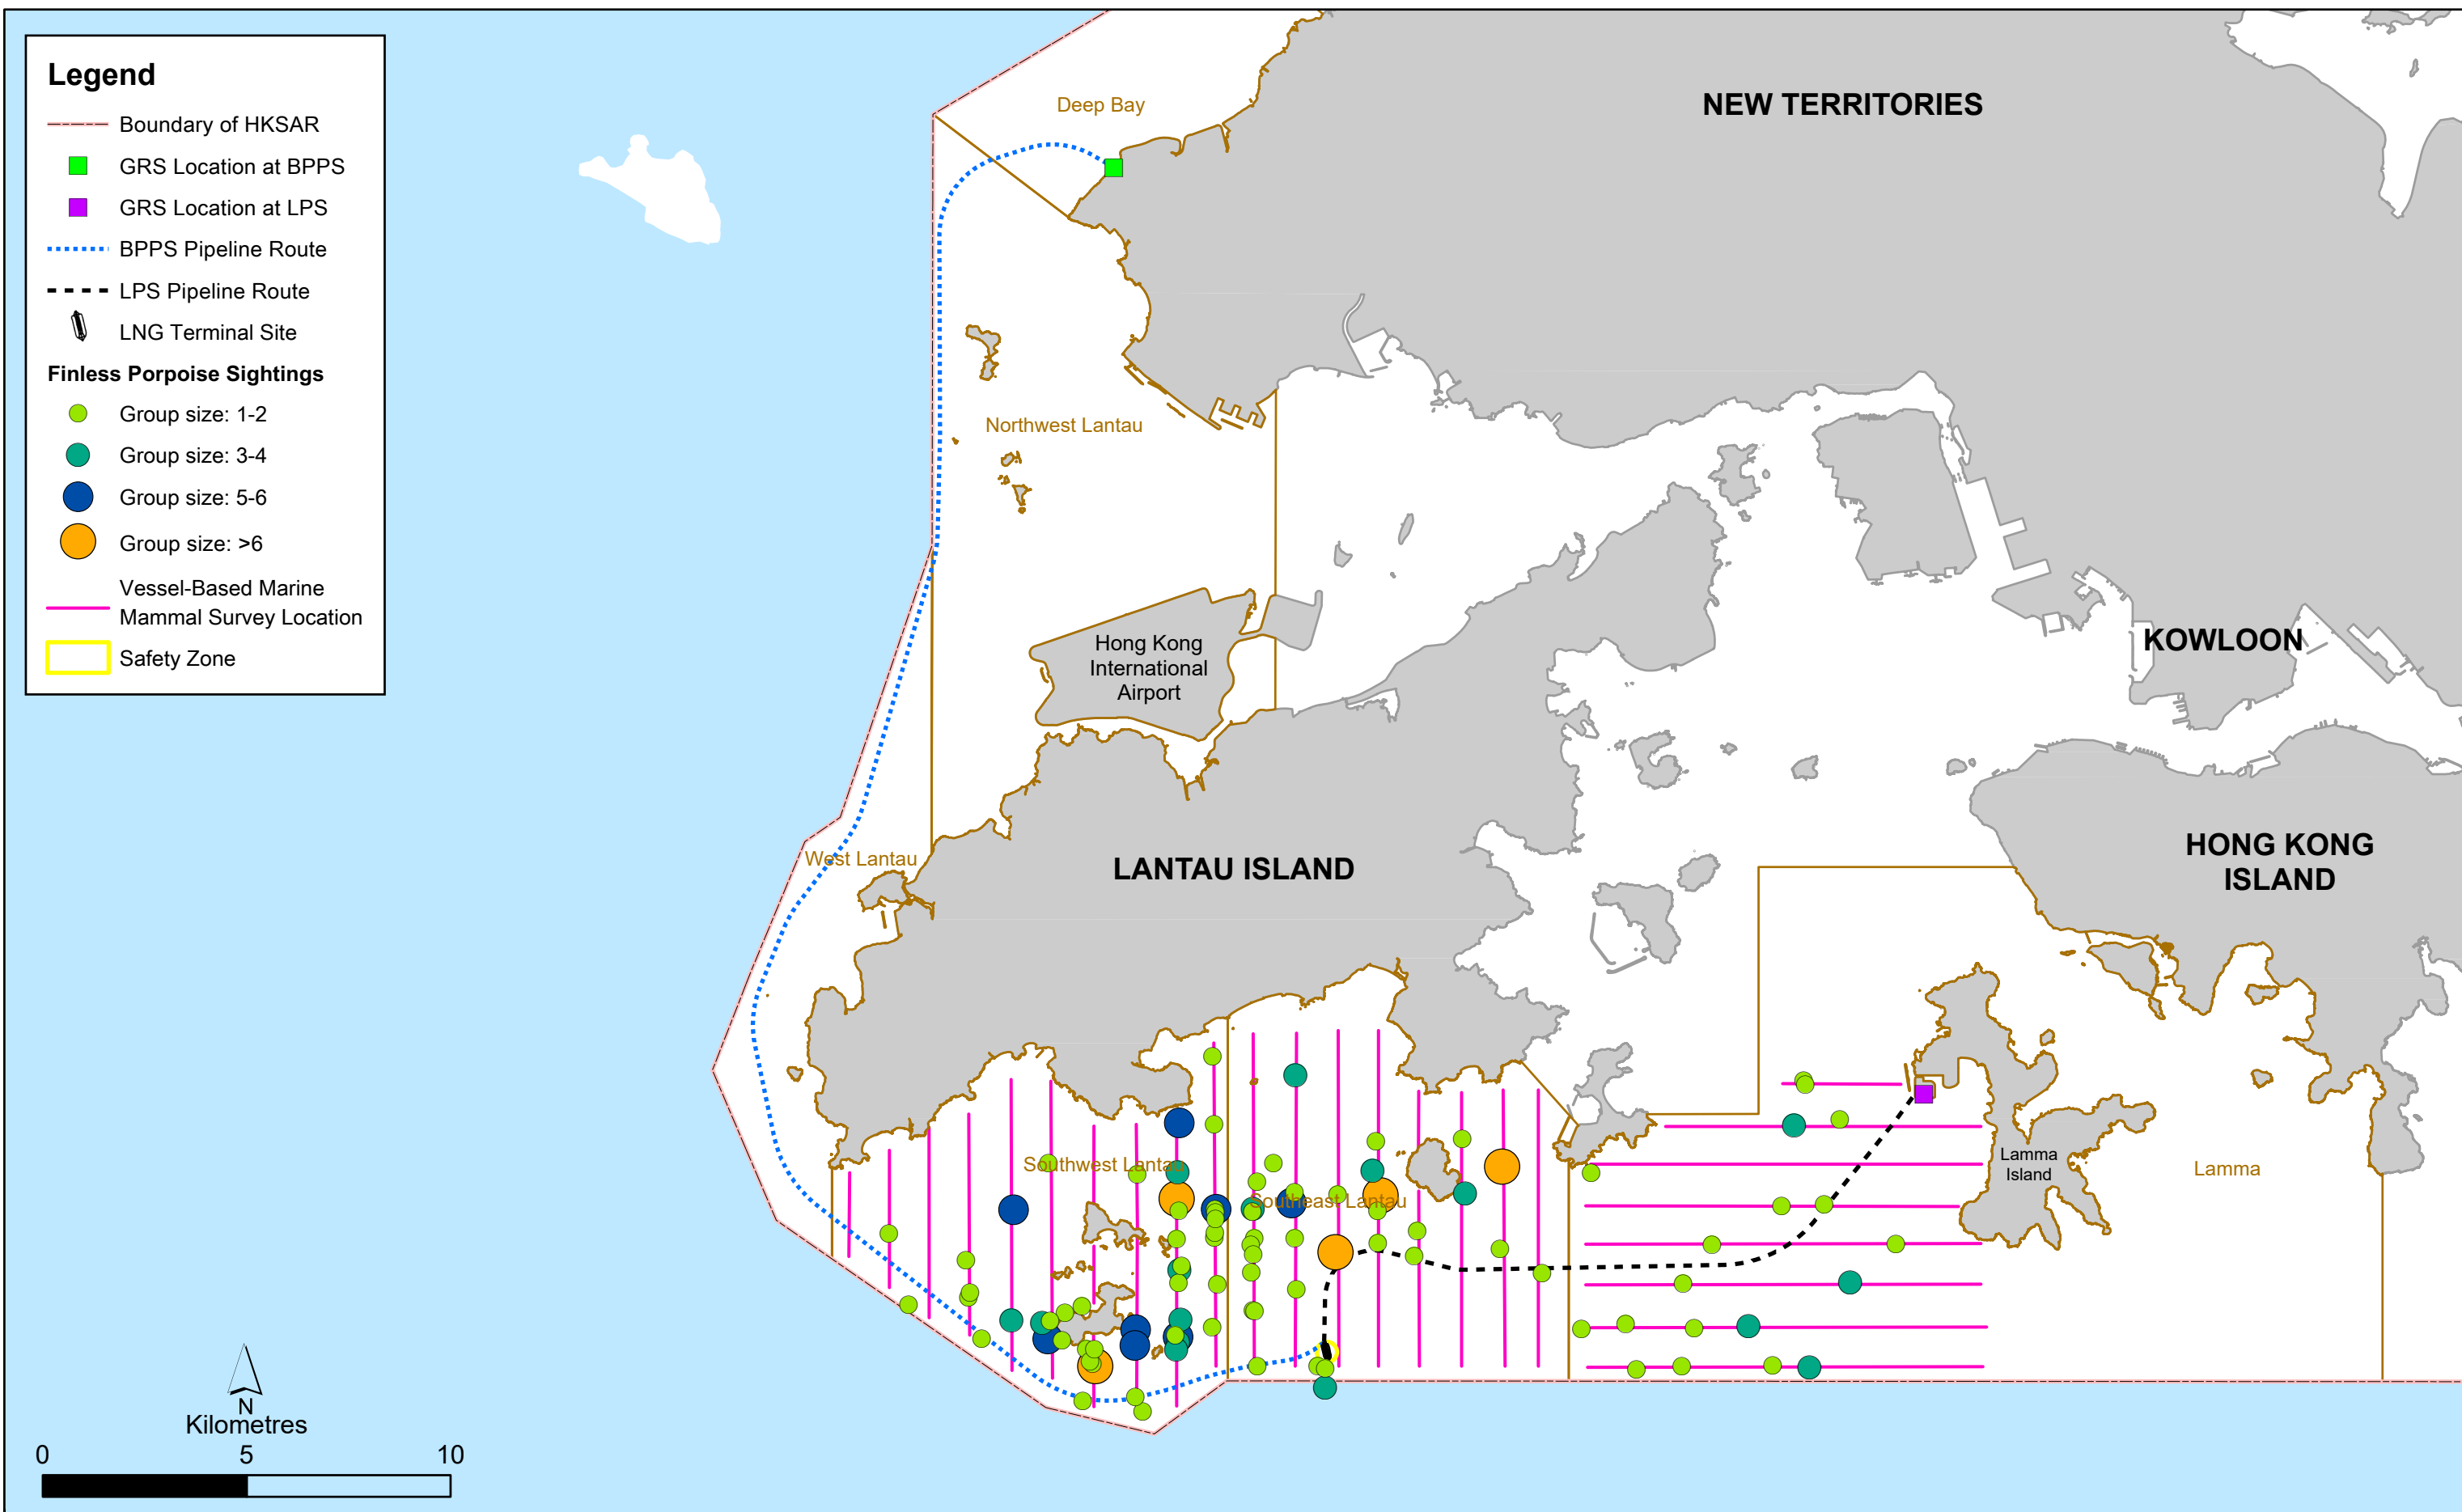 Legend
Boundary of HKSAR
GRS Location at BPPS
GRS Location at LPS
BPPS Pipeline Route
LPS Pipeline Route
LNG Terminal Site
Finless Porpoise Sightings
Group size: 1-2
Group size: 3-4
Group size: 5-6
Group size: >6
Vessel-Based Marine
Mammal Survey Location
Safety Zone
Deep Bay
NEW TERRITORIES
Northwest Lantau
Hong Kong
International
Airport
KOWLOON
West Lantau
LANTAU ISLAND
HONG KONG
ISLAND
Southwest Lantau
Southeast Lantau
Lamma
Island
Lamma
N
Kilometres
0 5 10